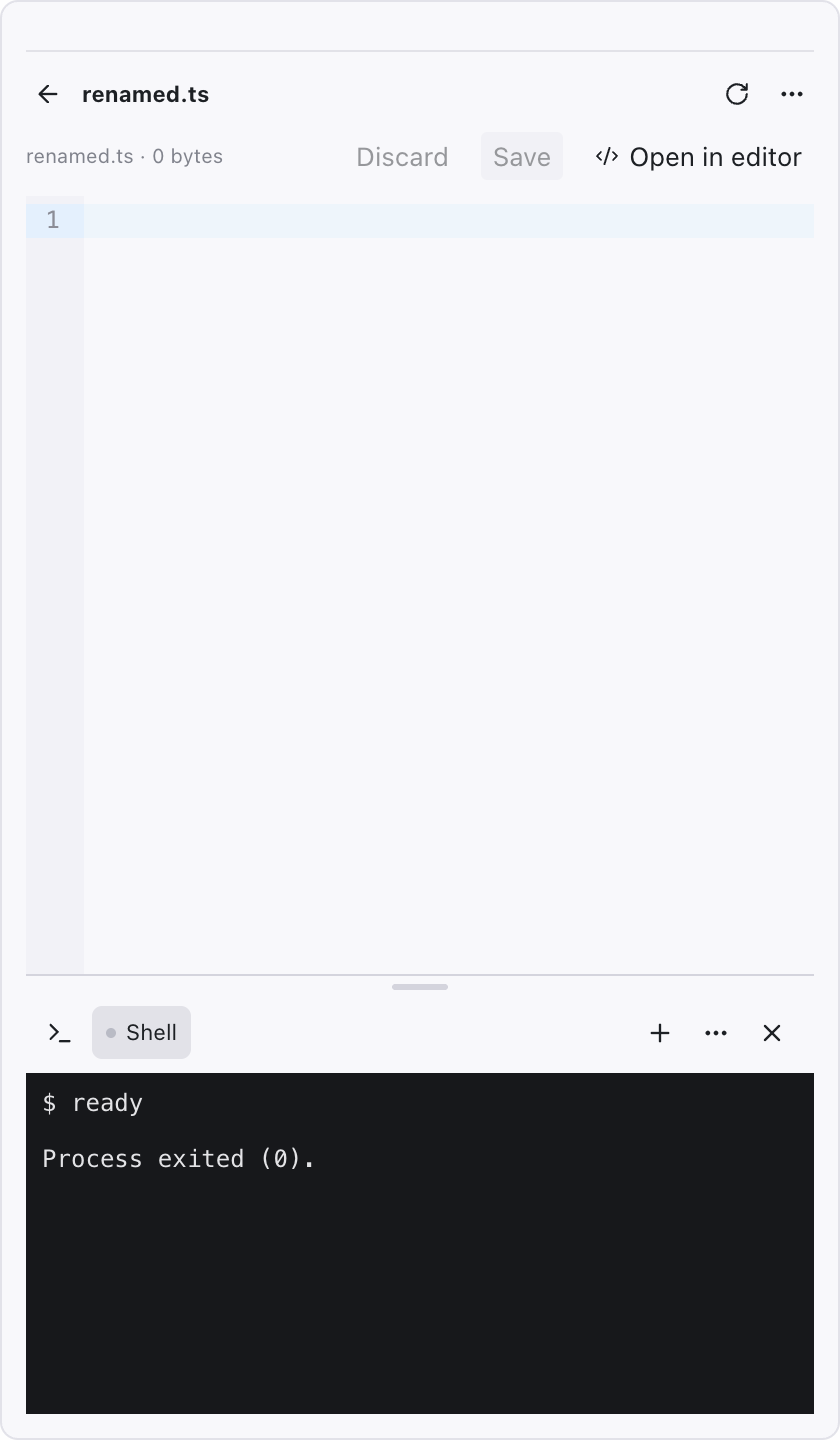 renamed.ts
renamed.ts · 0 bytes Discard Save </> Open in editor
1
>_ Shell
$ ready
Process exited (0).